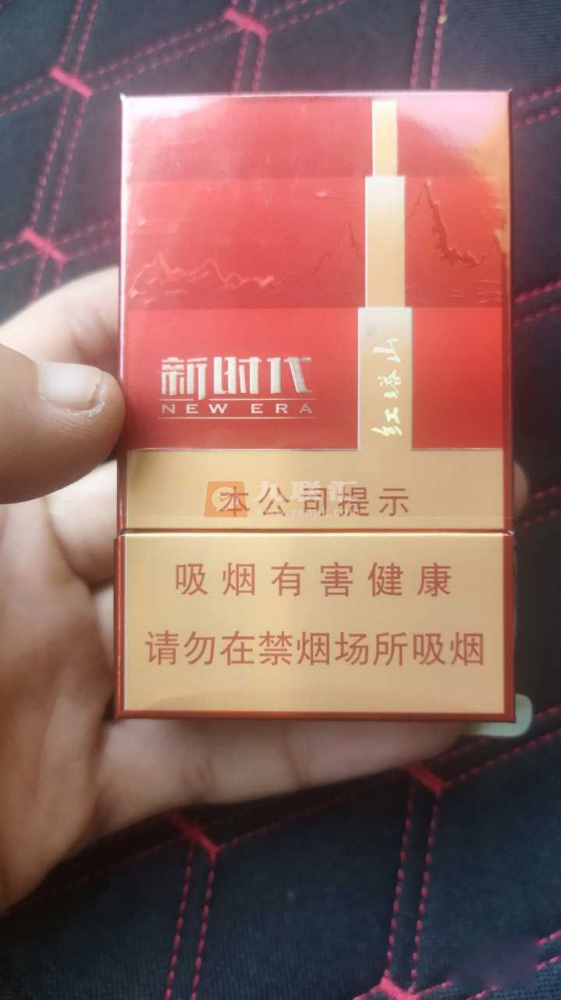 新时代
NEW ERA
红塔山
本公司提示
吸烟有害健康
请勿在禁烟场所吸烟